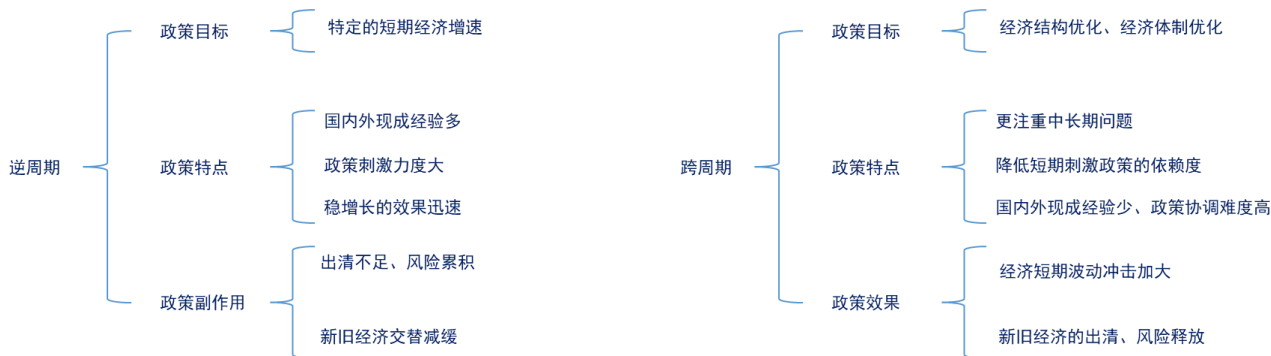 逆周期
政策目标
特定的短期经济增速
政策特点
国内外现成经验多
政策刺激力度大
稳增长的效果迅速
政策副作用
出清不足、风险累积
新旧经济交替减缓
跨周期
政策目标
经济结构优化、经济体制优化
政策特点
更注重中长期问题
降低短期刺激政策的依赖度
国内外现成经验少、政策协调难度高
政策效果
经济短期波动冲击加大
新旧经济的出清、风险释放